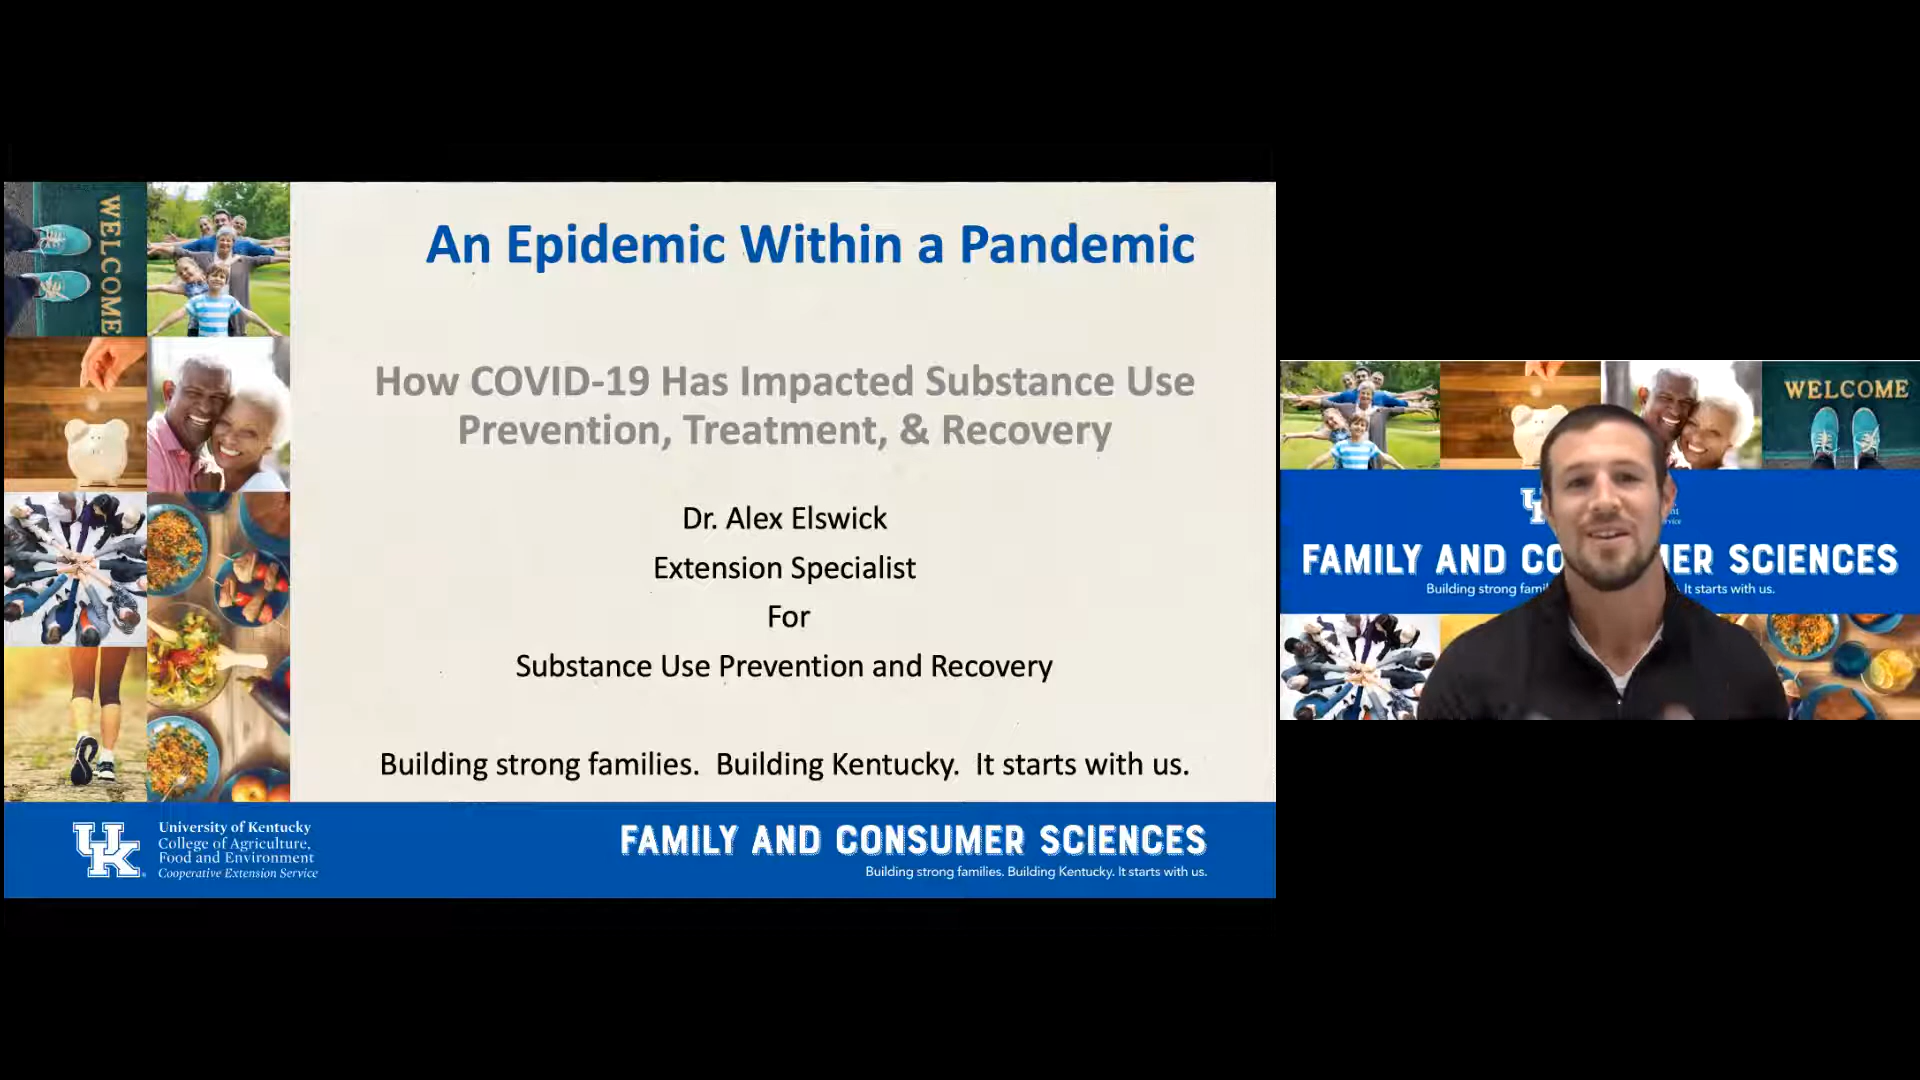 WELCOME
An Epidemic Within a Pandemic
How COVID-19 Has Impacted Substance Use
Prevention, Treatment, & Recovery
Dr. Alex Elswick
Extension Specialist
For
Substance Use Prevention and Recovery
Building strong families. Building Kentucky. It starts with us.
UK
University of Kentucky
College of Agriculture,
Food and Environment
Cooperative Extension Service
FAMILY AND CONSUMER SCIENCES
Building strong families. Building Kentucky. It starts with us.
WELCOME
FAMILY AND CO MER SCIENCES
Building strong fami It starts with us.